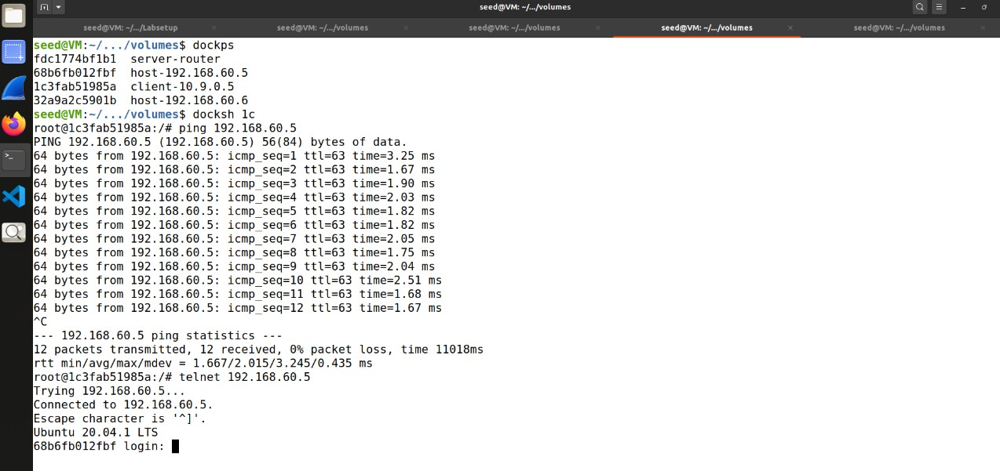 seed@VM: ~/.../volumes
seed@VM: ~/.../Labsetup
seed@VM: ~/.../volumes
seed@VM: ~/.../volumes
seed@VM: ~/.../volumes
seed@VM: ~/.../volumes
seed@VM:~/.../volumes$ dockps
fdc1774bf1b1  server-router
68b6fb012fbf  host-192.168.60.5
1c3fab51985a  client-10.9.0.5
32a9a2c5901b  host-192.168.60.6
seed@VM:~/.../volumes$ docksh 1c
root@1c3fab51985a:/# ping 192.168.60.5
PING 192.168.60.5 (192.168.60.5) 56(84) bytes of data.
64 bytes from 192.168.60.5: icmp_seq=1 ttl=63 time=3.25 ms
64 bytes from 192.168.60.5: icmp_seq=2 ttl=63 time=1.67 ms
64 bytes from 192.168.60.5: icmp_seq=3 ttl=63 time=1.90 ms
64 bytes from 192.168.60.5: icmp_seq=4 ttl=63 time=2.03 ms
64 bytes from 192.168.60.5: icmp_seq=5 ttl=63 time=1.82 ms
64 bytes from 192.168.60.5: icmp_seq=6 ttl=63 time=1.82 ms
64 bytes from 192.168.60.5: icmp_seq=7 ttl=63 time=2.05 ms
64 bytes from 192.168.60.5: icmp_seq=8 ttl=63 time=1.75 ms
64 bytes from 192.168.60.5: icmp_seq=9 ttl=63 time=2.04 ms
64 bytes from 192.168.60.5: icmp_seq=10 ttl=63 time=2.51 ms
64 bytes from 192.168.60.5: icmp_seq=11 ttl=63 time=1.68 ms
64 bytes from 192.168.60.5: icmp_seq=12 ttl=63 time=1.67 ms
^C
--- 192.168.60.5 ping statistics ---
12 packets transmitted, 12 received, 0% packet loss, time 11018ms
rtt min/avg/max/mdev = 1.667/2.015/3.245/0.435 ms
root@1c3fab51985a:/# telnet 192.168.60.5
Trying 192.168.60.5...
Connected to 192.168.60.5.
Escape character is '^]'.
Ubuntu 20.04.1 LTS
68b6fb012fbf login: